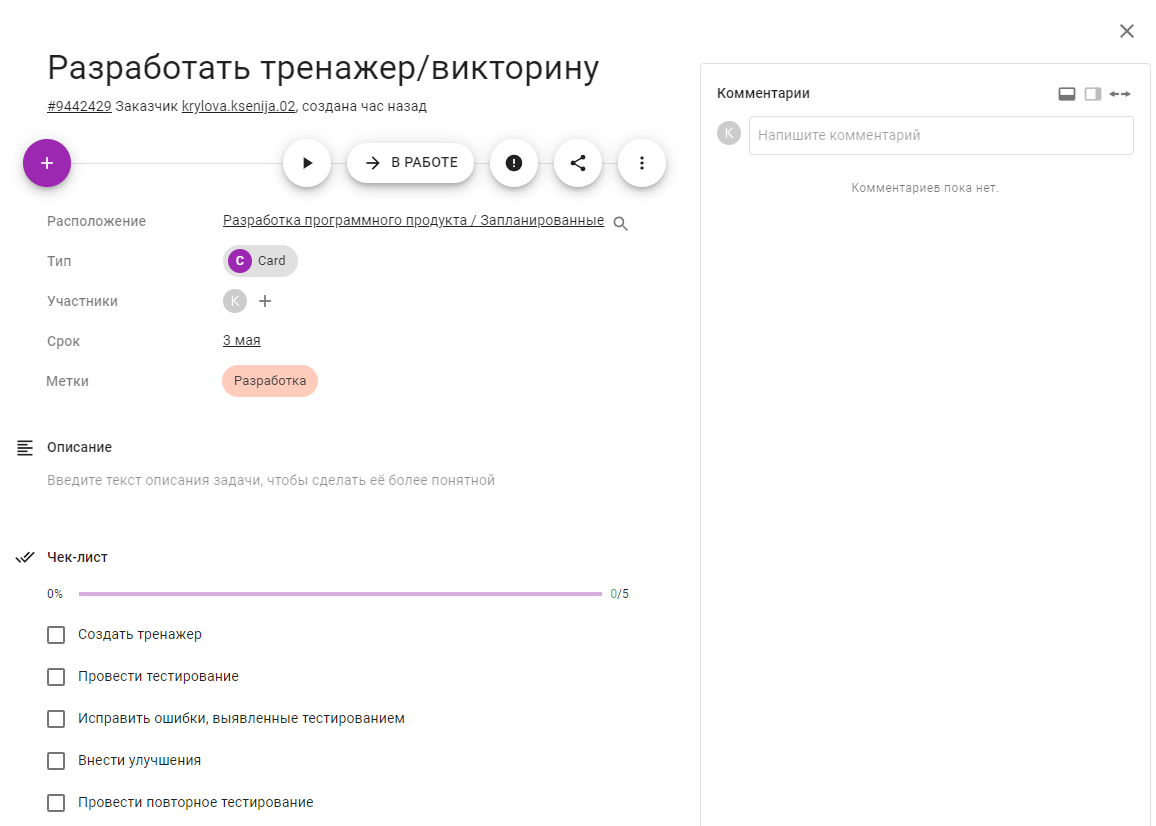 Разработать тренажер/викторину
#9442429 Заказчик krylova.ksenija.02, создана час назад
+
В РАБОТЕ
Расположение
Разработка программного продукта / Запланированные
Тип
C Card
Участники
K +
Срок
3 мая
Метки
Разработка
Описание
Введите текст описания задачи, чтобы сделать её более понятной
Чек-лист
0%
0/5
Создать тренажер
Провести тестирование
Исправить ошибки, выявленные тестированием
Внести улучшения
Провести повторное тестирование
Комментарии
K
Напишите комментарий
Комментариев пока нет.